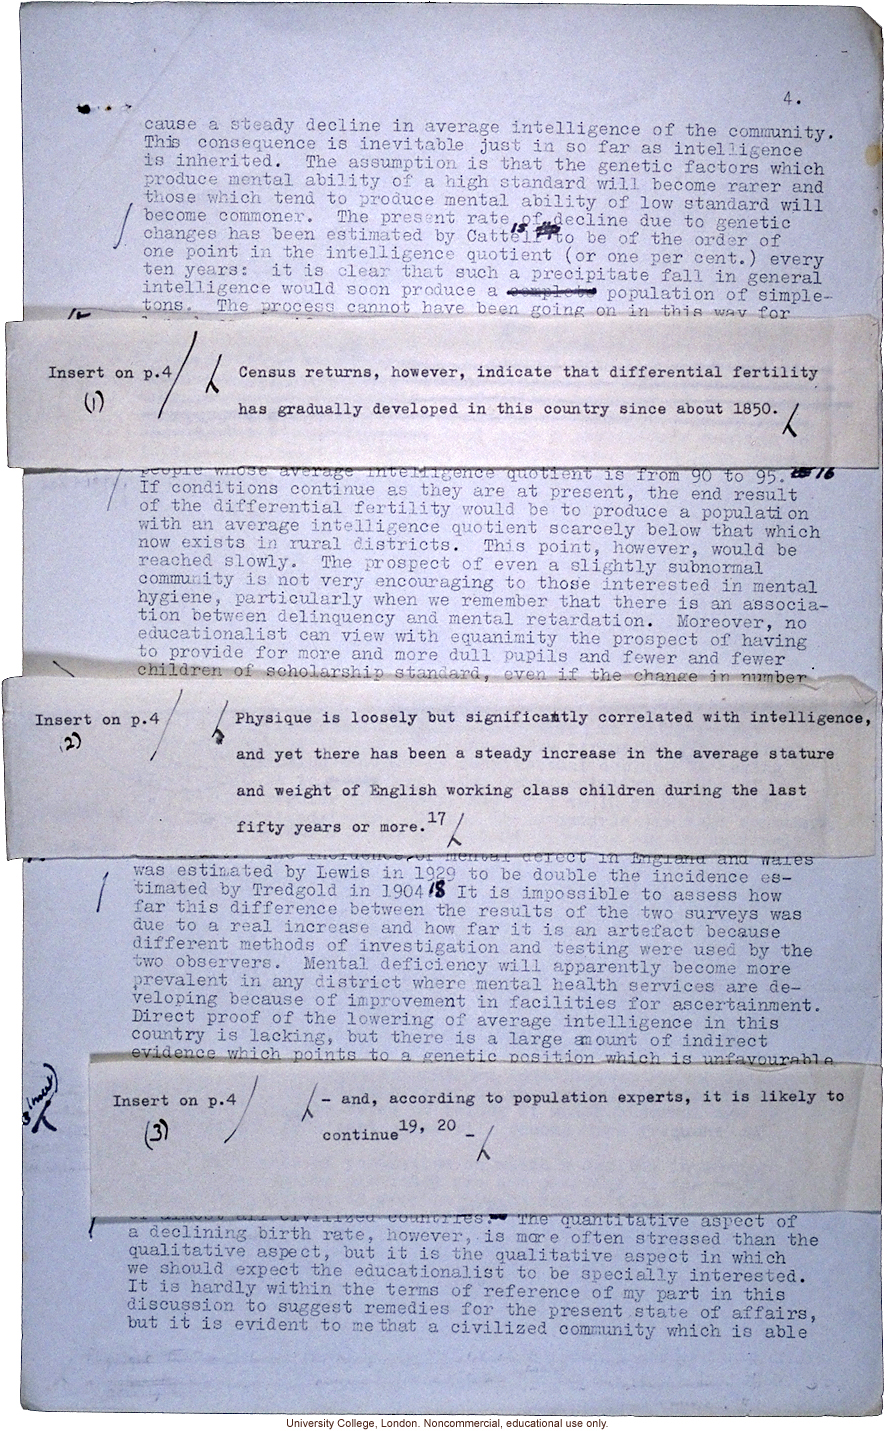 4.
cause a steady decline in average intelligence of the community.
This consequence is inevitable just in so far as intelligence
is inherited. The assumption is that the genetic factors which
produce mental ability of a high standard will become rarer and
those which tend to produce mental ability of low standard will
become commoner. The present rate of decline due to genetic
changes has been estimated by Cattell 15 to be of the order of
one point in the intelligence quotient (or one per cent.) every
ten years: it is clear that such a precipitate fall in general
intelligence would soon produce a complete population of simple-
tons. The process cannot have been going on in this way for
Insert on p.4 Census returns, however, indicate that differential fertility
(1) has gradually developed in this country since about 1850.
people whose average intelligence quotient is from 90 to 95. 16
If conditions continue as they are at present, the end result
of the differential fertility would be to produce a population
with an average intelligence quotient scarcely below that which
now exists in rural districts. This point, however, would be
reached slowly. The prospect of even a slightly subnormal
community is not very encouraging to those interested in mental
hygiene, particularly when we remember that there is an associa-
tion between delinquency and mental retardation. Moreover, no
educationalist can view with equanimity the prospect of having
to provide for more and more dull pupils and fewer and fewer
children of scholarship standard, even if the change in number
Insert on p.4 Physique is loosely but significantly correlated with intelligence,
(2) and yet there has been a steady increase in the average stature
and weight of English working class children during the last
fifty years or more.17
The incidence of mental defect in England and Wales
was estimated by Lewis in 1929 to be double the incidence es-
timated by Tredgold in 1904 18 It is impossible to assess how
far this difference between the results of the two surveys was
due to a real increase and how far it is an artefact because
different methods of investigation and testing were used by the
two observers. Mental deficiency will apparently become more
prevalent in any district where mental health services are de-
veloping because of improvement in facilities for ascertainment.
Direct proof of the lowering of average intelligence in this
country is lacking, but there is a large amount of indirect
evidence which points to a genetic position which is unfavourable
Insert on p.4 - and, according to population experts, it is likely to
(3) continue19, 20 -
of almost all civilized countries. The quantitative aspect of
a declining birth rate, however, is more often stressed than the
qualitative aspect, but it is the qualitative aspect in which
we should expect the educationalist to be specially interested.
It is hardly within the terms of reference of my part in this
discussion to suggest remedies for the present state of affairs,
but it is evident to me that a civilized community which is able
University College, London. Noncommercial, educational use only.